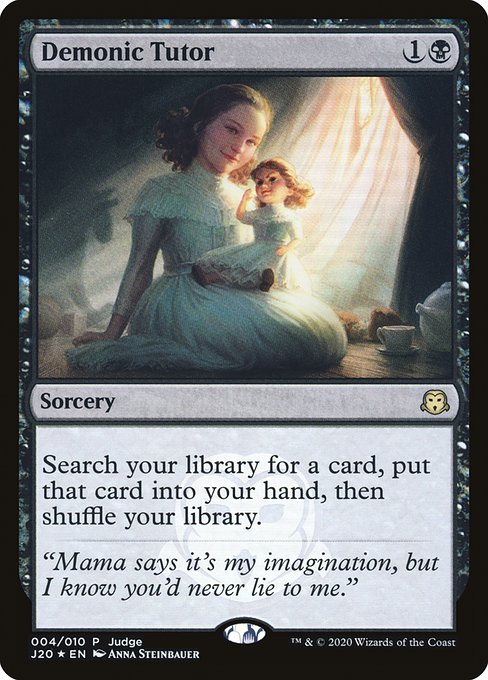 Demonic Tutor 1
Sorcery
Search your library for a card, put
that card into your hand, then
shuffle your library.
“Mama says it’s my imagination, but
I know you’d never lie to me.”
004/010 P Judge
J20 ★ EN Anna Steinbauer
™ & © 2020 Wizards of the Coast